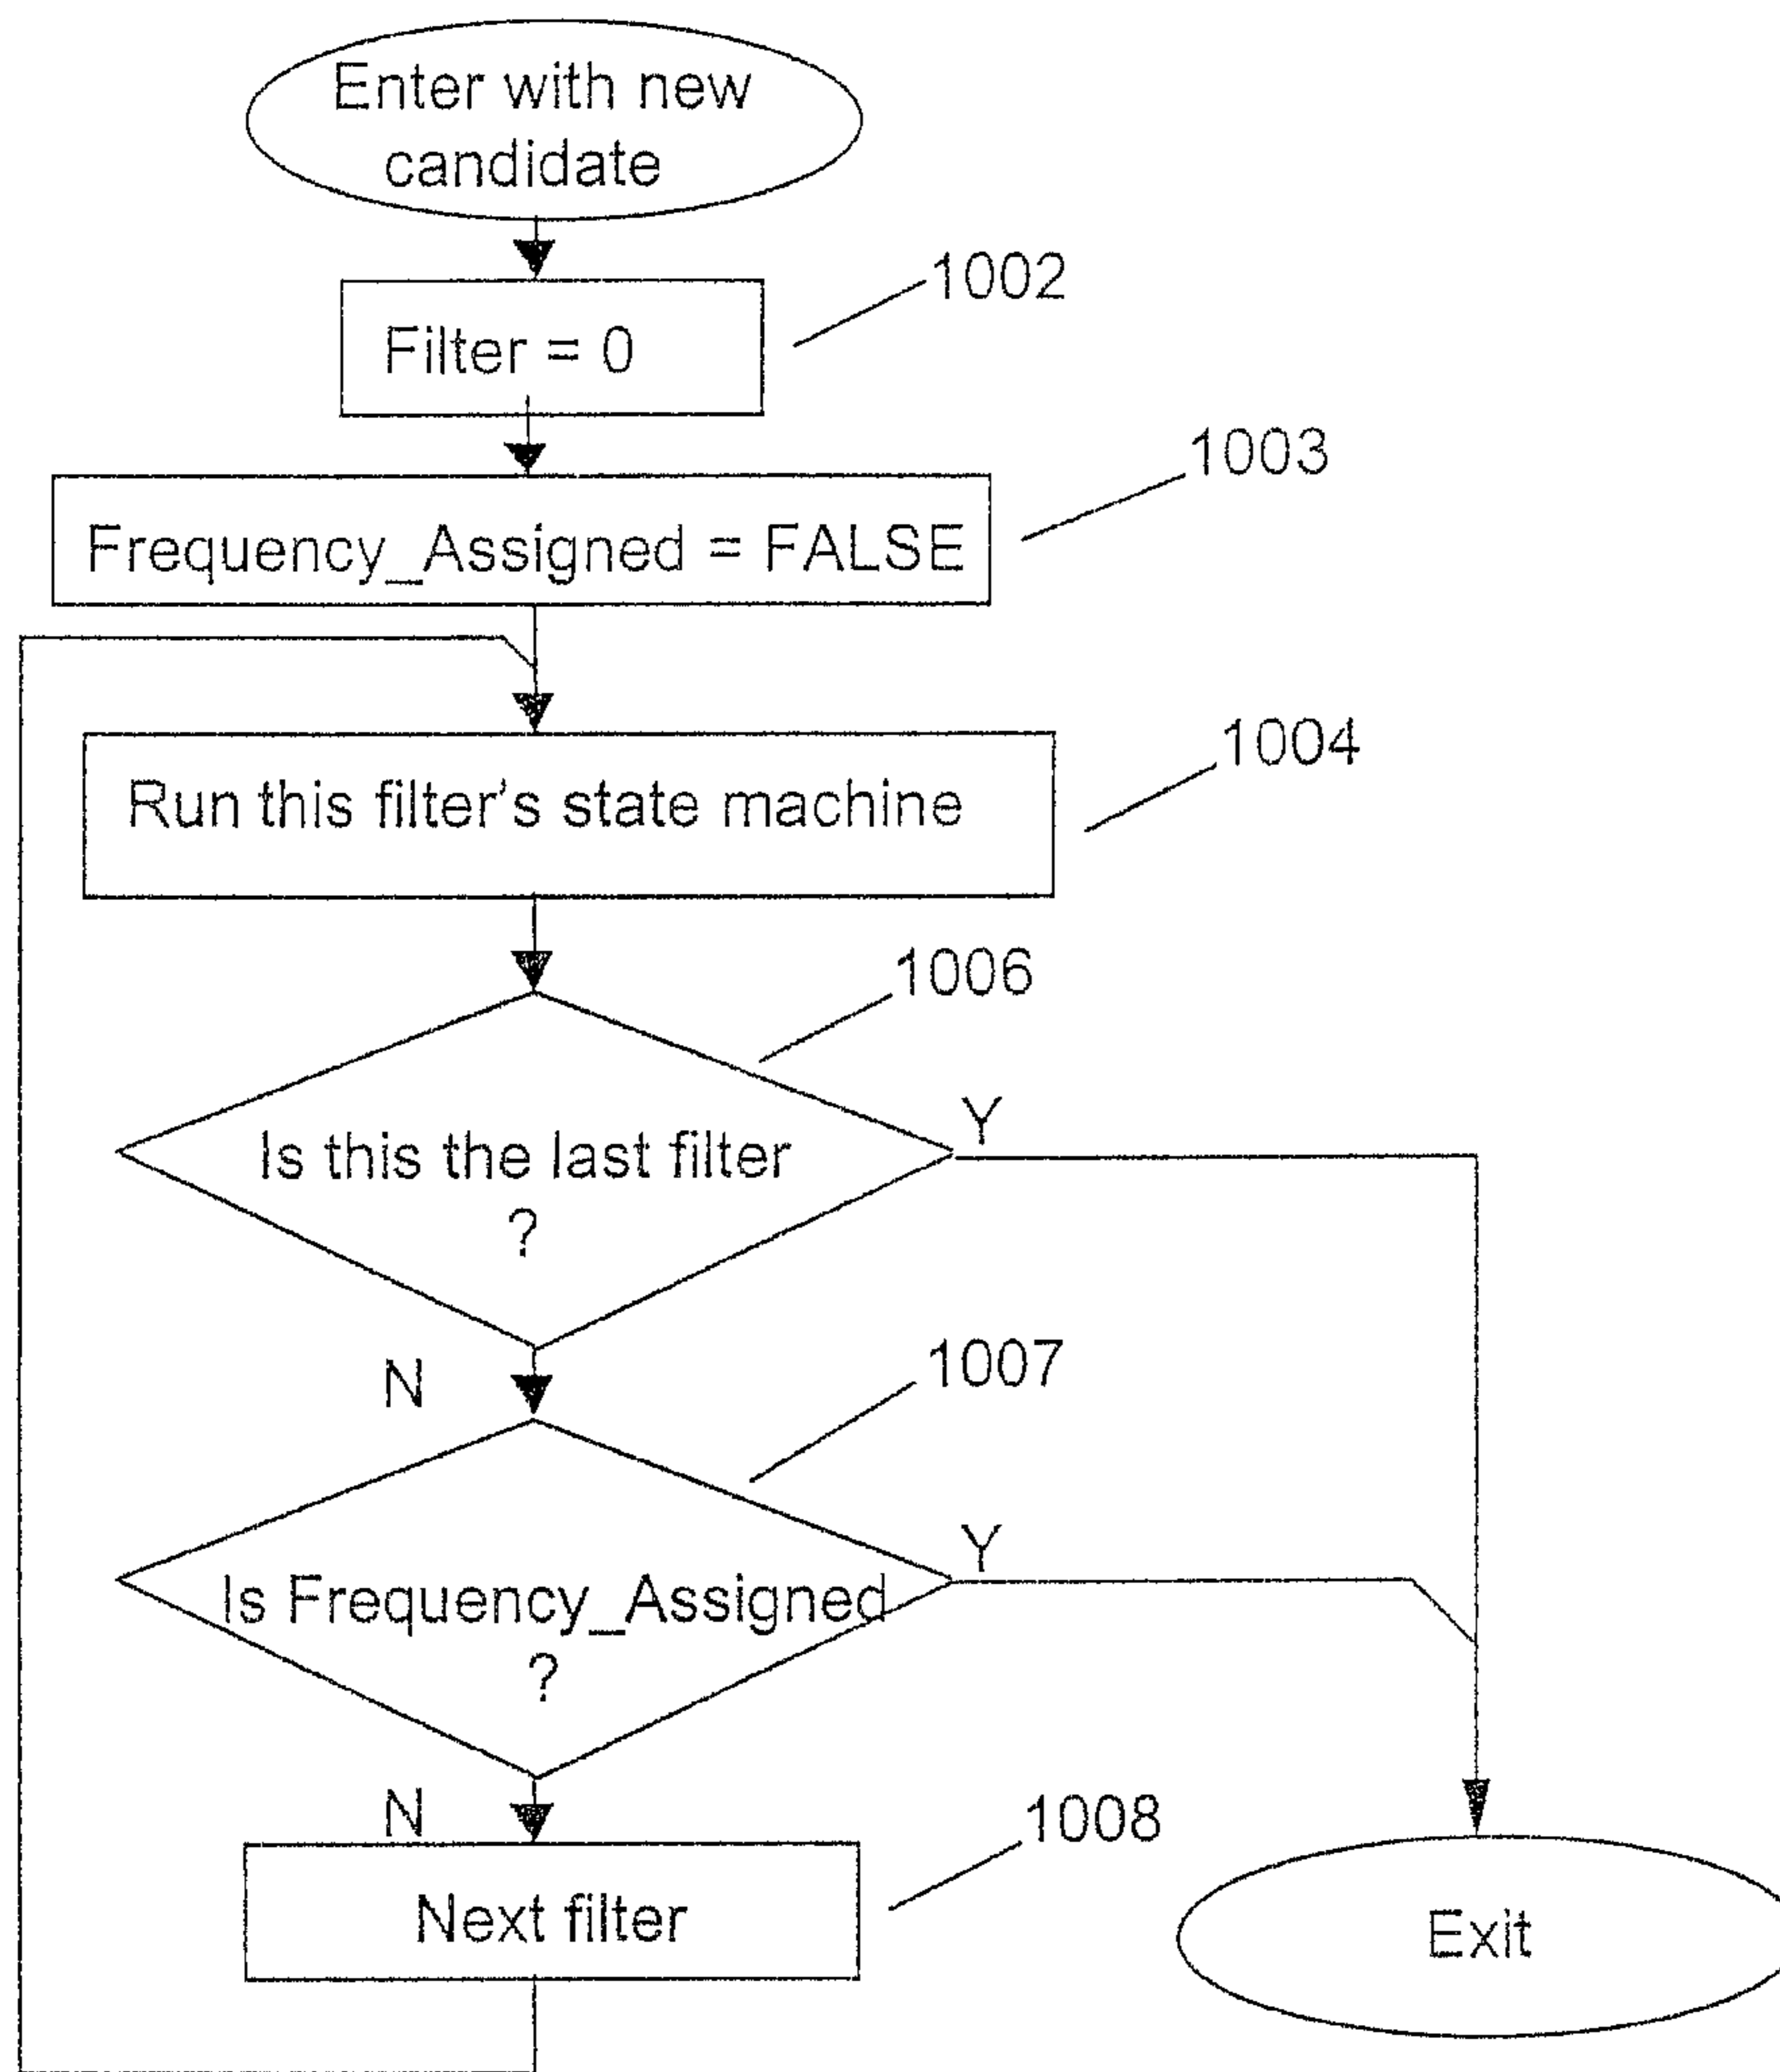 Enter with new
candidate
1002
Filter = 0
1003
Frequency_Assigned = FALSE
1004
Run this filter's state machine
1006
Y
Is this the last filter
?
N
1007
Y
Is Frequency_Assigned
?
N
1008
Next filter
Exit